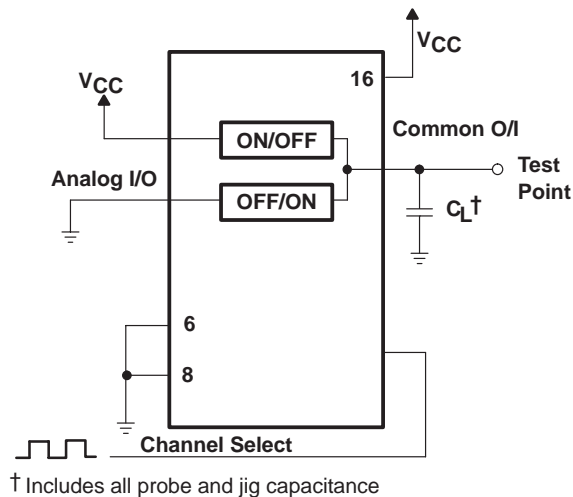 VCC
16
VCC
ON/OFF
Common O/I
Analog I/O
OFF/ON
Test
Point
CL†
6
8
Channel Select
† Includes all probe and jig capacitance